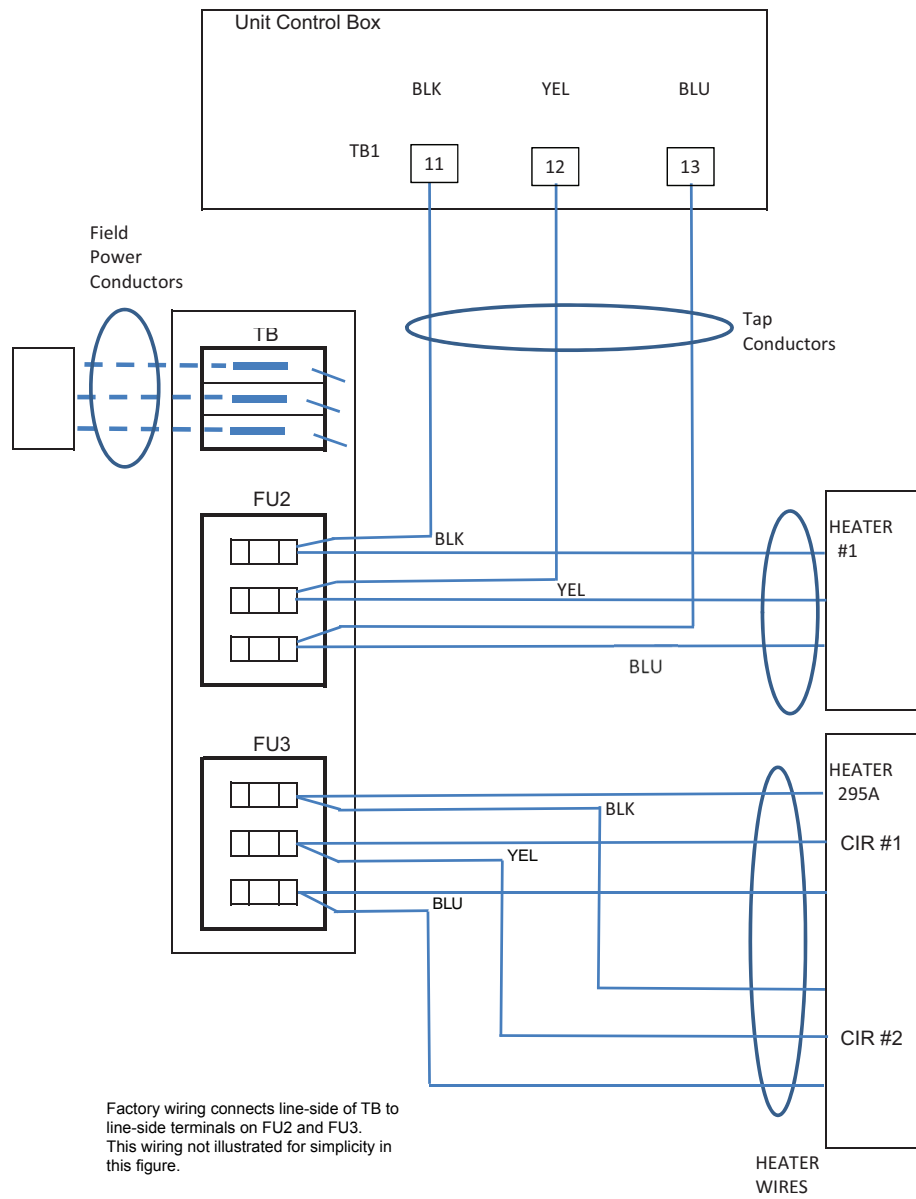 Unit Control Box
BLK YEL BLU
TB1 11 12 13
Field
Power
Conductors
Tap
Conductors
TB
FU2
BLK
YEL
BLU
HEATER
#1
FU3
HEATER
295A
BLK
CIR #1
YEL
BLU
CIR #2
Factory wiring connects line-side of TB to
line-side terminals on FU2 and FU3.
This wiring not illustrated for simplicity in
this figure.
HEATER
WIRES